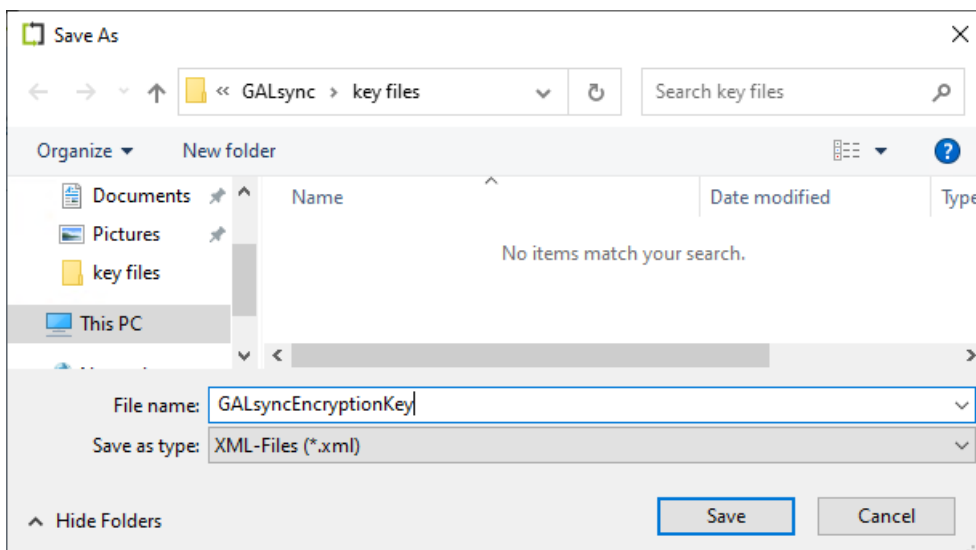 Save As
« GALsync › key files
Search key files
Organize
New folder
Name
Date modified
Type
Documents
Pictures
key files
This PC
No items match your search.
File name: GALsyncEncryptionKey
Save as type: XML-Files (*.xml)
Hide Folders
Save
Cancel